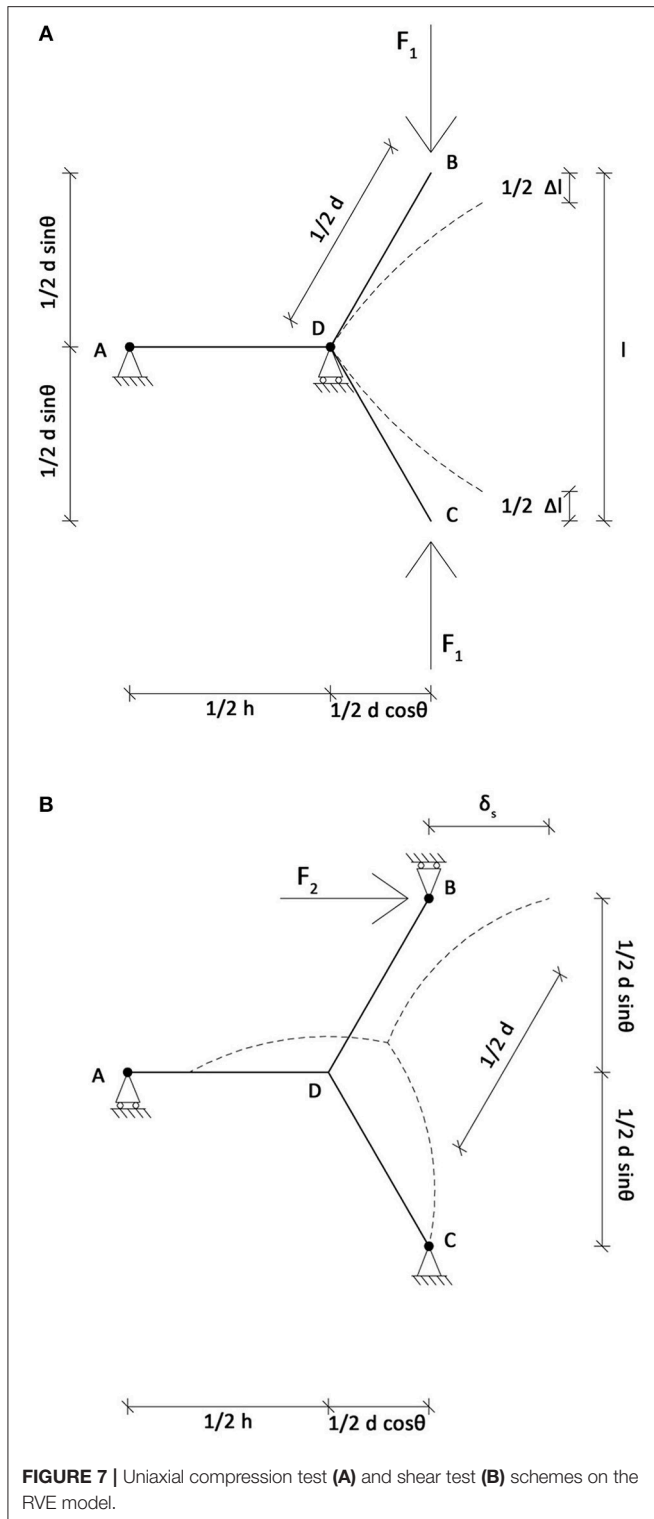 A
F₁
B
1/2 Δl
1/2 d
1/2 d sinθ
D
A
l
1/2 d sinθ
1/2 Δl
C
F₁
1/2 h
1/2 d cosθ
B
δₛ
F₂
B
1/2 d sinθ
1/2 d
A
D
1/2 d sinθ
C
1/2 h
1/2 d cosθ
FIGURE 7 | Uniaxial compression test (A) and shear test (B) schemes on the
RVE model.